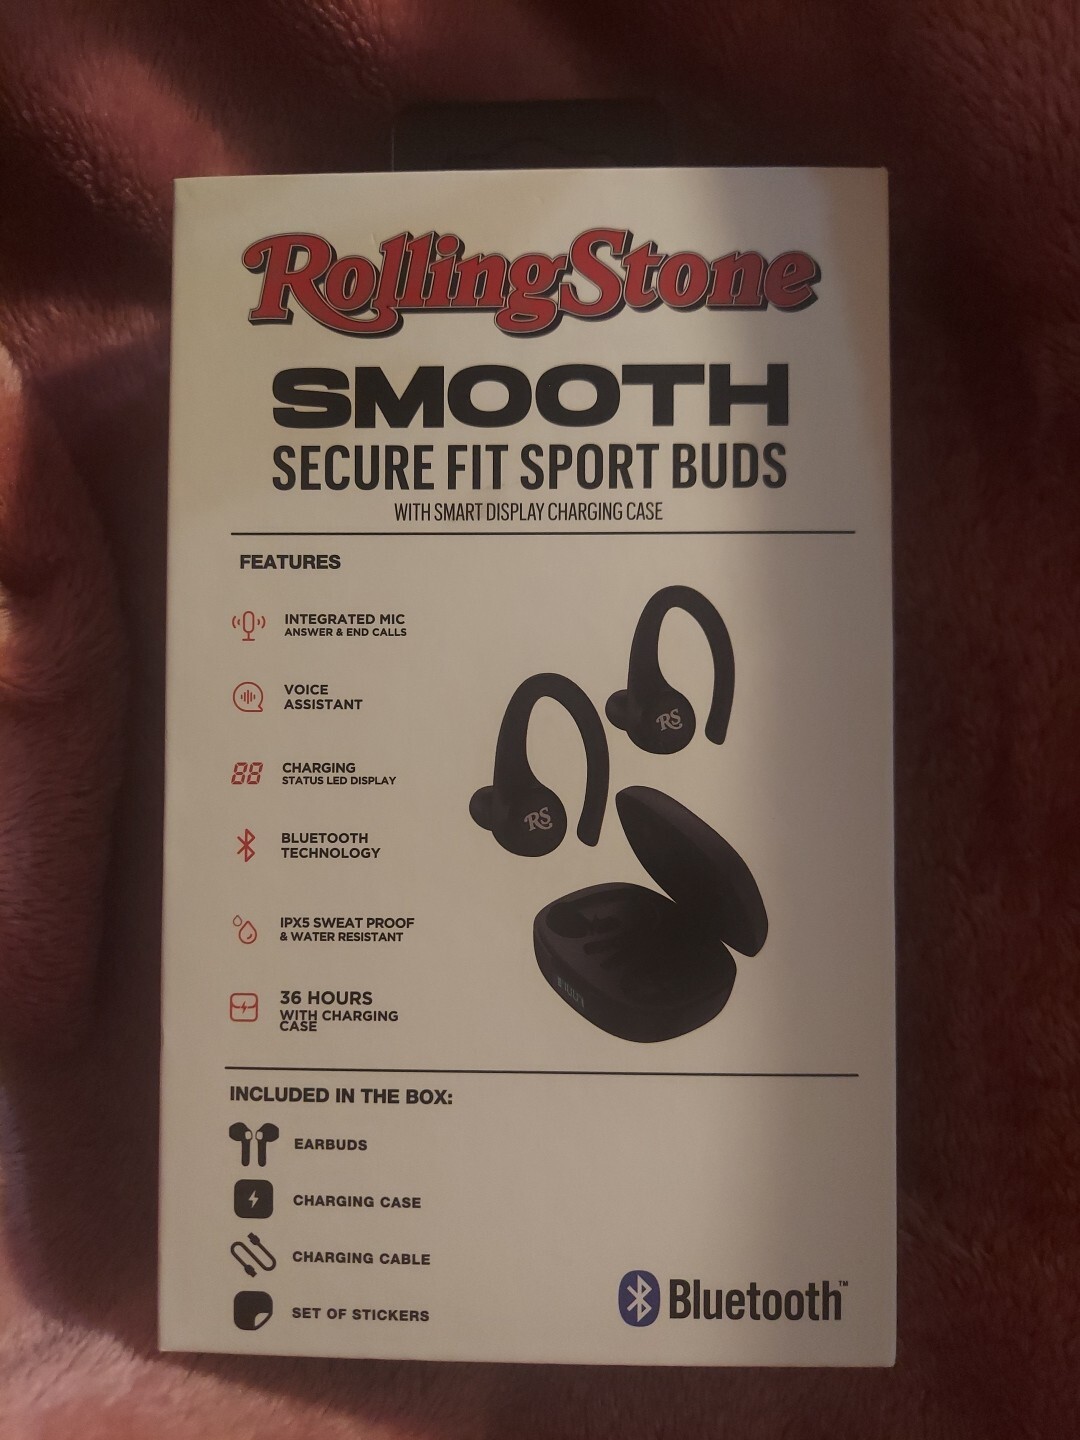 RollingStone
SMOOTH
SECURE FIT SPORT BUDS
WITH SMART DISPLAY CHARGING CASE
FEATURES
INTEGRATED MIC
ANSWER & END CALLS
VOICE
ASSISTANT
88
CHARGING
STATUS LED DISPLAY
BLUETOOTH
TECHNOLOGY
IPX5 SWEAT PROOF
& WATER RESISTANT
36 HOURS
WITH CHARGING
CASE
RS
RS
INCLUDED IN THE BOX:
EARBUDS
CHARGING CASE
CHARGING CABLE
SET OF STICKERS
Bluetooth™